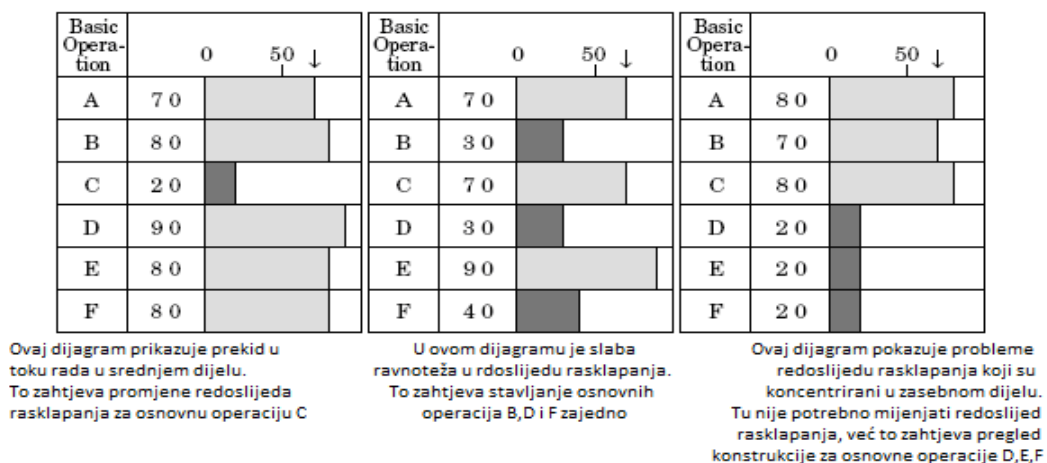 Basic
Opera-
tion
0 50 ↓
A 70
B 80
C 20
D 90
E 80
F 80
Ovaj dijagram prikazuje prekid u
toku rada u srednjem dijelu.
To zahtjeva promjene redoslijeda
rasklapanja za osnovnu operaciju C
Basic
Opera-
tion
0 50 ↓
A 70
B 30
C 70
D 30
E 90
F 40
U ovom dijagramu je slaba
ravnoteža u rdoslijedu rasklapanja.
To zahtjeva stavljanje osnovnih
operacija B,D i F zajedno
Basic
Opera-
tion
0 50 ↓
A 80
B 70
C 80
D 20
E 20
F 20
Ovaj dijagram pokazuje probleme
redoslijedu rasklapanja koji su
koncentrirani u zasebnom dijelu.
Tu nije potrebno mijenjati redoslijed
rasklapanja, već to zahtjeva pregled
konstrukcije za osnovne operacije D,E,F